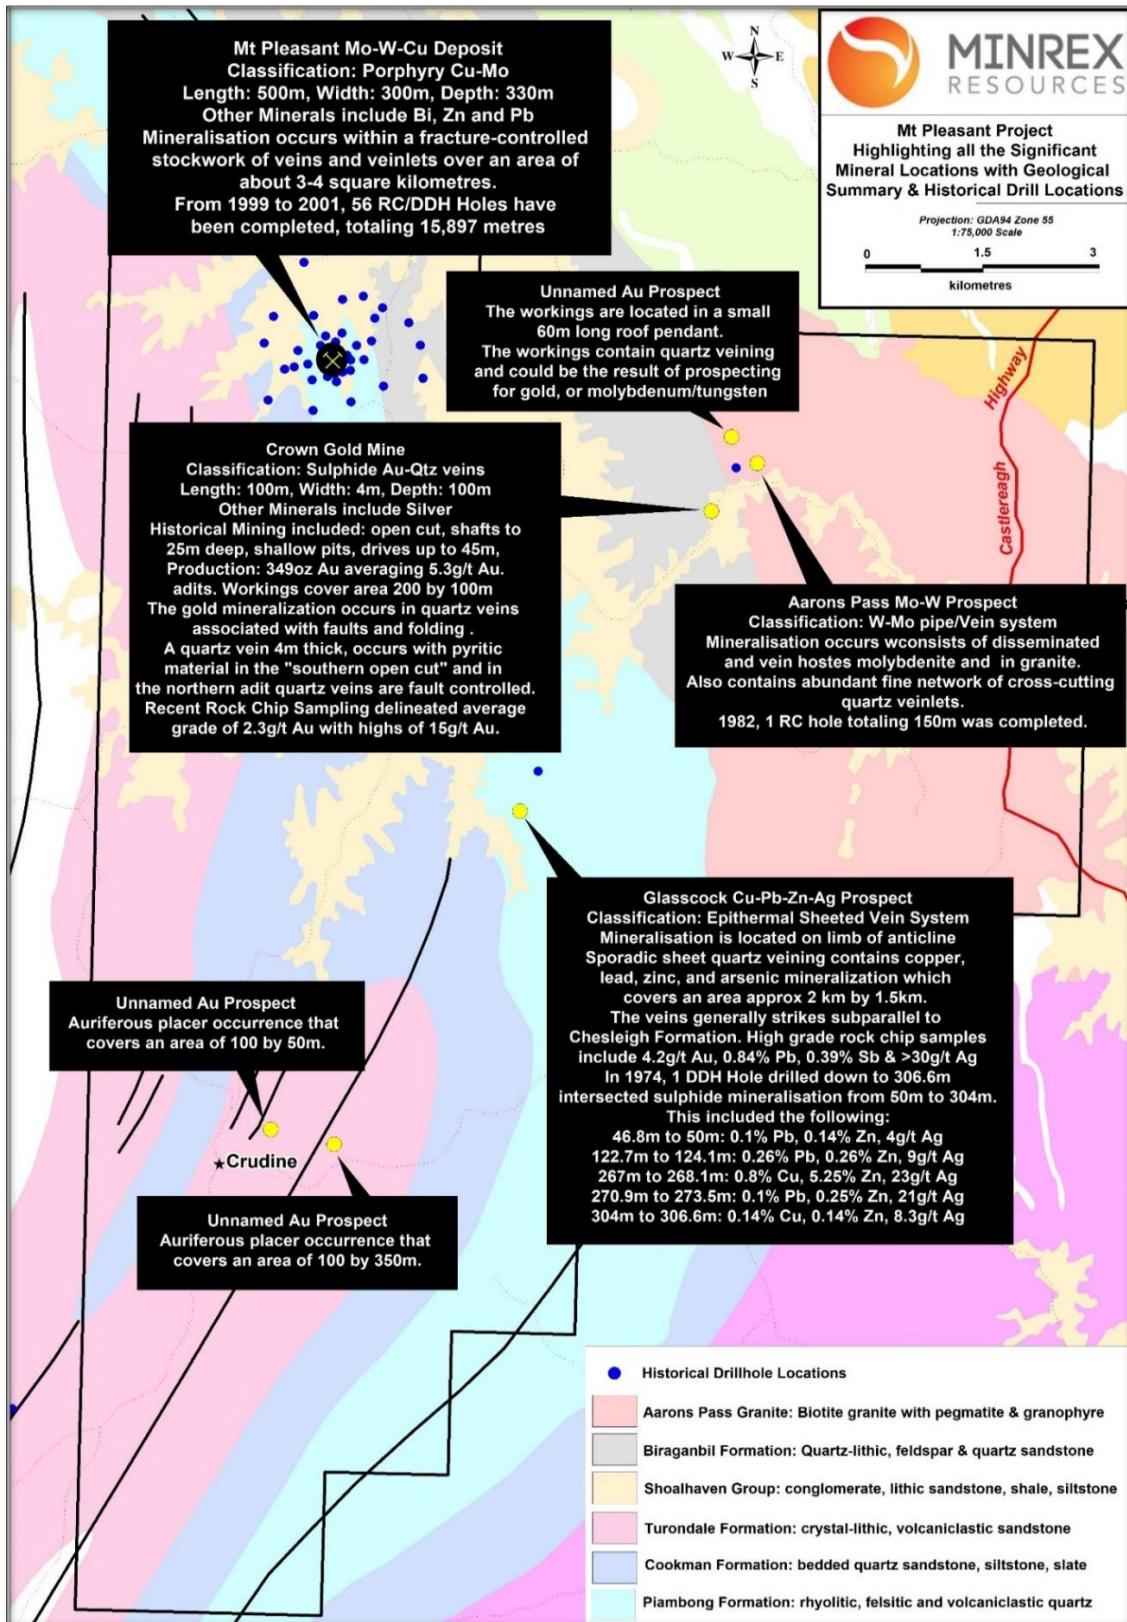 Mt Pleasant Mo-W-Cu Deposit
Classification: Porphyry Cu-Mo
Length: 500m, Width: 300m, Depth: 330m
Other Minerals include Bi, Zn and Pb
Mineralisation occurs within a fracture-controlled
stockwork of veins and veinlets over an area of
about 3-4 square kilometres.
From 1999 to 2001, 56 RC/DDH Holes have
been completed, totaling 15,897 metres
N
W
E
S
MINREX
RESOURCES
Mt Pleasant Project
Highlighting all the Significant
Mineral Locations with Geological
Summary & Historical Drill Locations
Projection: GDA94 Zone 55
1:75,000 Scale
0 1.5 3
kilometres
Unnamed Au Prospect
The workings are located in a small
60m long roof pendant.
The workings contain quartz veining
and could be the result of prospecting
for gold, or molybdenum/tungsten
Highway
Castlereagh
Crown Gold Mine
Classification: Sulphide Au-Qtz veins
Length: 100m, Width: 4m, Depth: 100m
Other Minerals include Silver
Historical Mining included: open cut, shafts to
25m deep, shallow pits, drives up to 45m,
Production: 349oz Au averaging 5.3g/t Au.
adits. Workings cover area 200 by 100m
The gold mineralization occurs in quartz veins
associated with faults and folding .
A quartz vein 4m thick, occurs with pyritic
material in the "southern open cut" and in
the northern adit quartz veins are fault controlled.
Recent Rock Chip Sampling delineated average
grade of 2.3g/t Au with highs of 15g/t Au.
Aarons Pass Mo-W Prospect
Classification: W-Mo pipe/Vein system
Mineralisation occurs wconsists of disseminated
and vein hostes molybdenite and in granite.
Also contains abundant fine network of cross-cutting
quartz veinlets.
1982, 1 RC hole totaling 150m was completed.
Glasscock Cu-Pb-Zn-Ag Prospect
Classification: Epithermal Sheeted Vein System
Mineralisation is located on limb of anticline
Sporadic sheet quartz veining contains copper,
lead, zinc, and arsenic mineralization which
covers an area approx 2 km by 1.5km.
The veins generally strikes subparallel to
Chesleigh Formation. High grade rock chip samples
include 4.2g/t Au, 0.84% Pb, 0.39% Sb & >30g/t Ag
In 1974, 1 DDH Hole drilled down to 306.6m
intersected sulphide mineralisation from 50m to 304m.
This included the following:
46.8m to 50m: 0.1% Pb, 0.14% Zn, 4g/t Ag
122.7m to 124.1m: 0.26% Pb, 0.26% Zn, 9g/t Ag
267m to 268.1m: 0.8% Cu, 5.25% Zn, 23g/t Ag
270.9m to 273.5m: 0.1% Pb, 0.25% Zn, 21g/t Ag
304m to 306.6m: 0.14% Cu, 0.14% Zn, 8.3g/t Ag
Unnamed Au Prospect
Auriferous placer occurrence that
covers an area of 100 by 50m.
Crudine
Unnamed Au Prospect
Auriferous placer occurrence that
covers an area of 100 by 350m.
Historical Drillhole Locations
Aarons Pass Granite: Biotite granite with pegmatite & granophyre
Biraganbil Formation: Quartz-lithic, feldspar & quartz sandstone
Shoalhaven Group: conglomerate, lithic sandstone, shale, siltstone
Turondale Formation: crystal-lithic, volcaniclastic sandstone
Cookman Formation: bedded quartz sandstone, siltstone, slate
Piambong Formation: rhyolitic, felsitic and volcaniclastic quartz